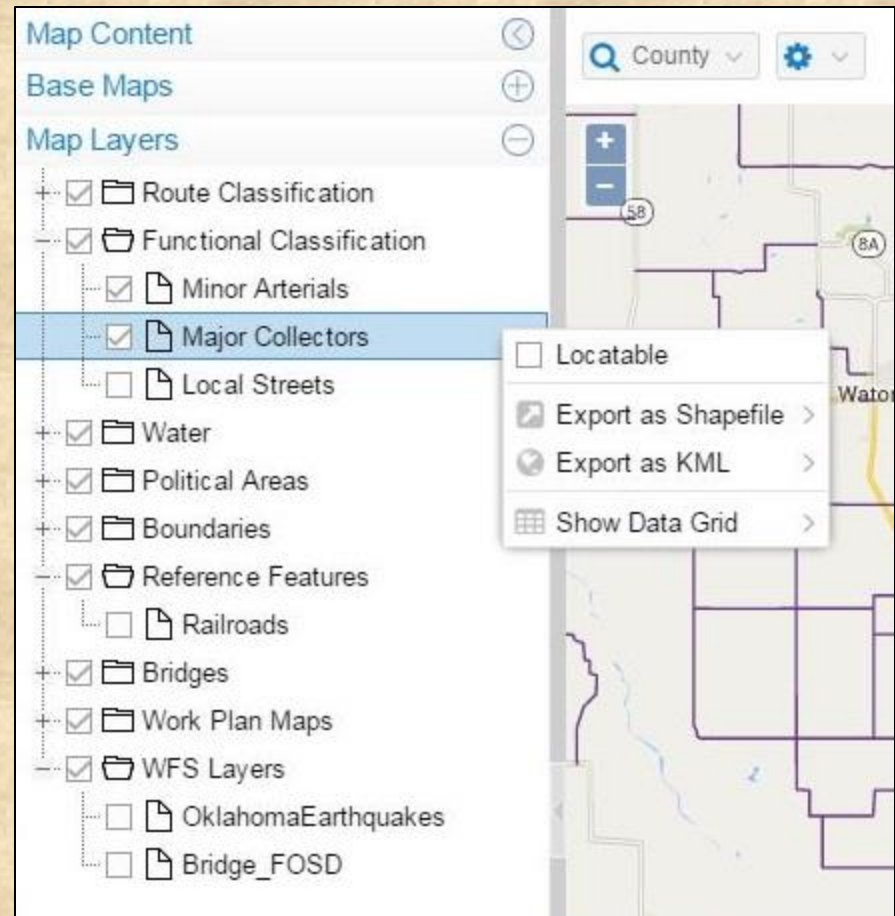 Map Content
Base Maps
Map Layers
Route Classification
Functional Classification
Minor Arterials
Major Collectors
Local Streets
Water
Political Areas
Boundaries
Reference Features
Railroads
Bridges
Work Plan Maps
WFS Layers
OklahomaEarthquakes
Bridge_FOSD
Locatable
Export as Shapefile
Export as KML
Show Data Grid
County
58
8A
Waton